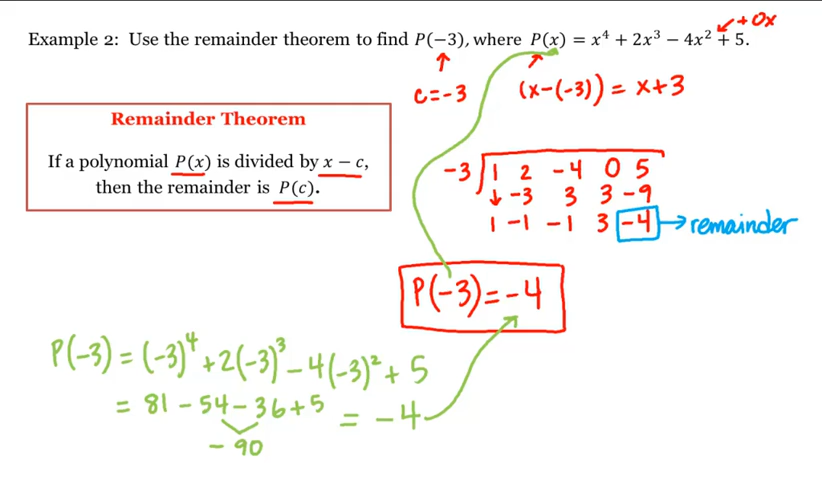 +0x
Example 2:  Use the remainder theorem to find P(−3), where P(x) = x⁴ + 2x³ − 4x² + 5.
c=-3
(x-(-3)) = x+3
Remainder Theorem
If a polynomial P(x) is divided by x − c,
then the remainder is P(c).
-3 1 2 -4 0 5
↓ -3 3 3 -9
1 -1 -1 3 -4 → remainder
P(-3)=-4
P(-3) = (-3)⁴ + 2(-3)³ - 4(-3)² + 5
= 81 - 54 - 36 + 5 = -4
- 90